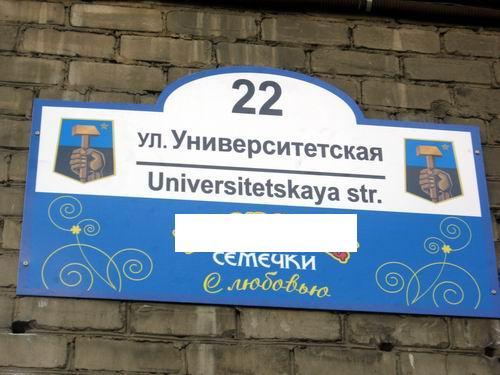 22
ул. Университетская
Universitetskaya str.
семечки
С любовью